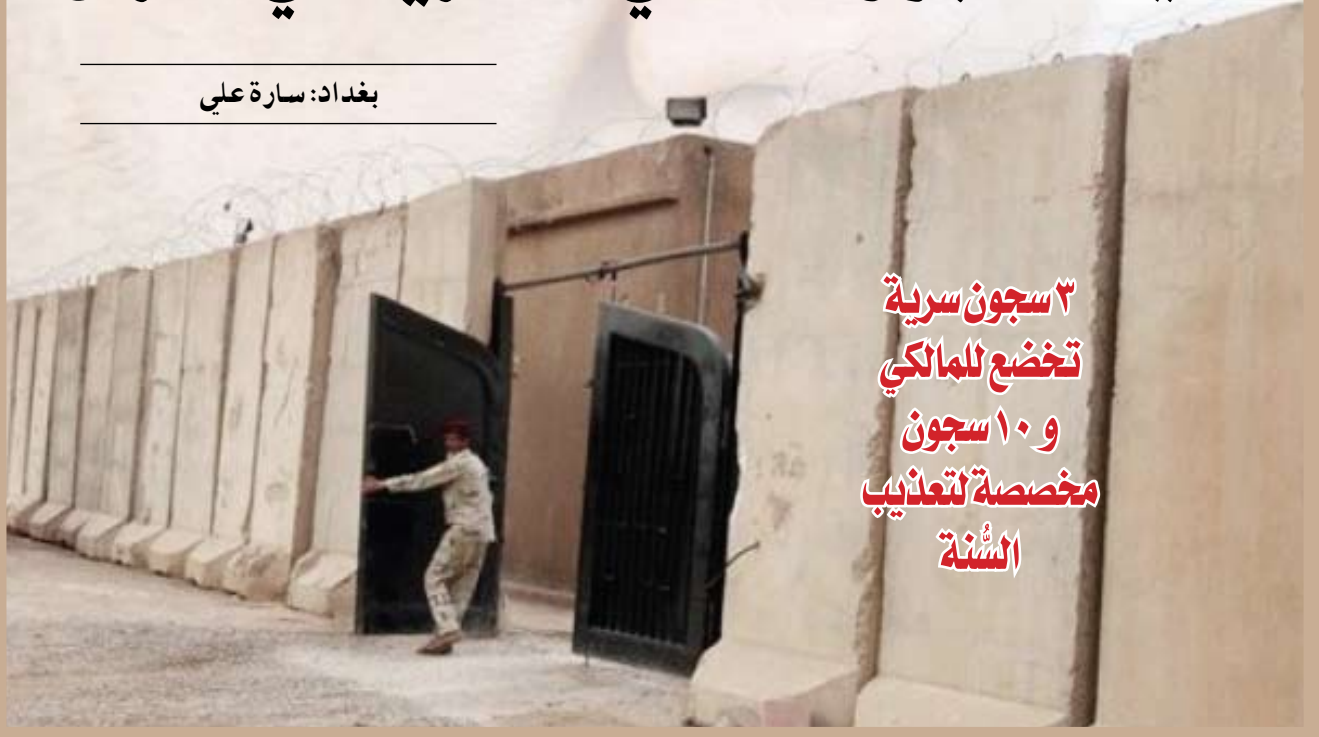 بغداد: سارة علي
٣ سجون سرية
تخضع للمالكي
و ١٠ سجون
مخصصة لتعذيب
السُّنة